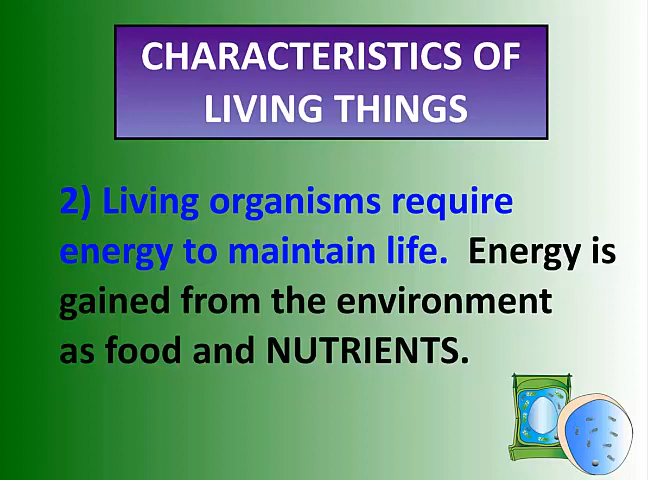 CHARACTERISTICS OF
LIVING THINGS
2) Living organisms require
energy to maintain life.  Energy is
gained from the environment
as food and NUTRIENTS.